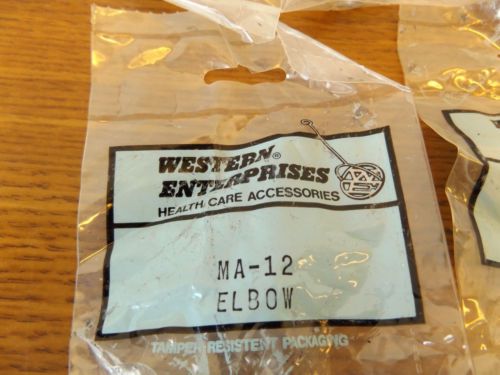 WESTERN®
ENTERPRISES
HEALTH/CARE ACCESSORIES
MA-12
ELBOW
TAMPER-RESISTENT PACKAGING